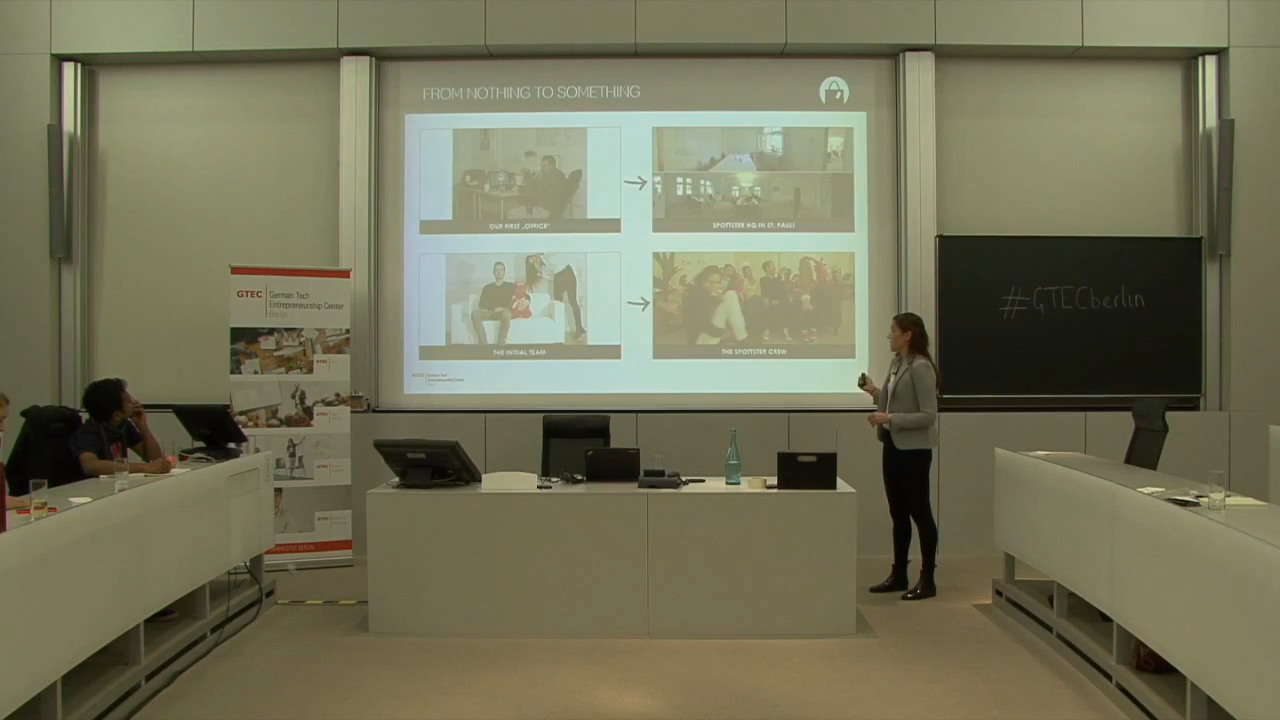 FROM NOTHING TO SOMETHING
OUR FIRST „OFFICE"
SPOTTSTER HQ IN ST. PAULI
THE INITIAL TEAM
THE SPOTTSTER CREW
GTEC
German Tech
Entrepreneurship Center
Berlin
#GTECberlin